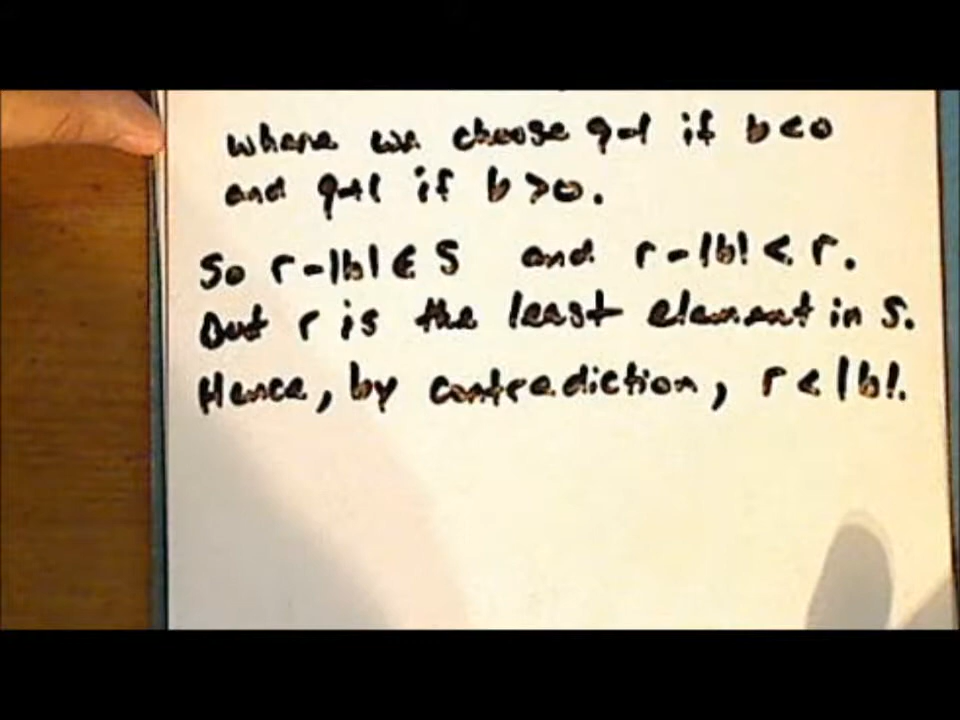 where we choose q-1 if b<0
and q+1 if b>0.
So r-|b| ∈ S and r-|b| < r.
But r is the least element in S.
Hence, by contradiction, r < |b|.